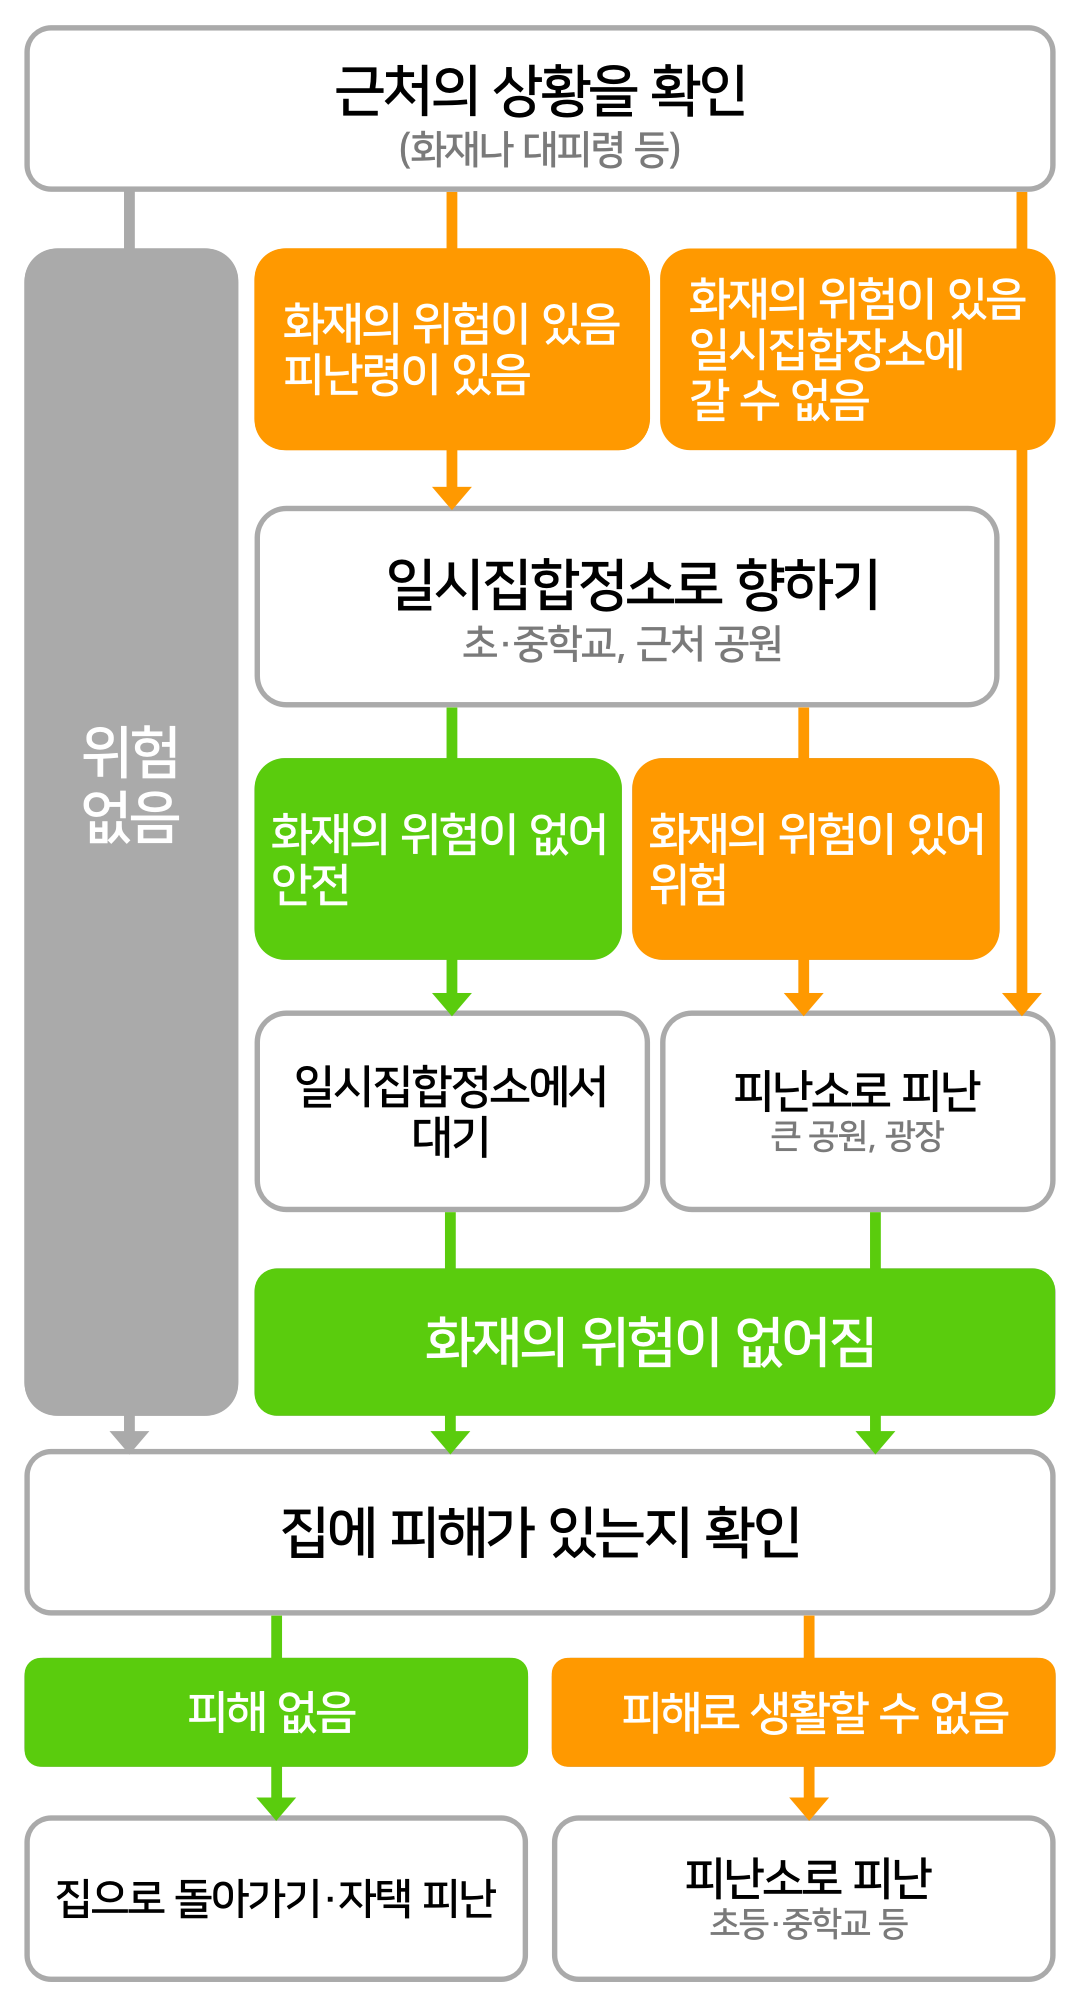 근처의 상황을 확인
(화재나 대피령 등)
화재의 위험이 있음
피난령이 있음
화재의 위험이 있음
일시집합장소에
갈 수 없음
일시집합정소로 향하기
초·중학교, 근처 공원
위험
없음
화재의 위험이 없어
안전
화재의 위험이 있어
위험
일시집합정소에서
대기
피난소로 피난
큰 공원, 광장
화재의 위험이 없어짐
집에 피해가 있는지 확인
피해 없음
피해로 생활할 수 없음
집으로 돌아가기·자택 피난
피난소로 피난
초등·중학교 등